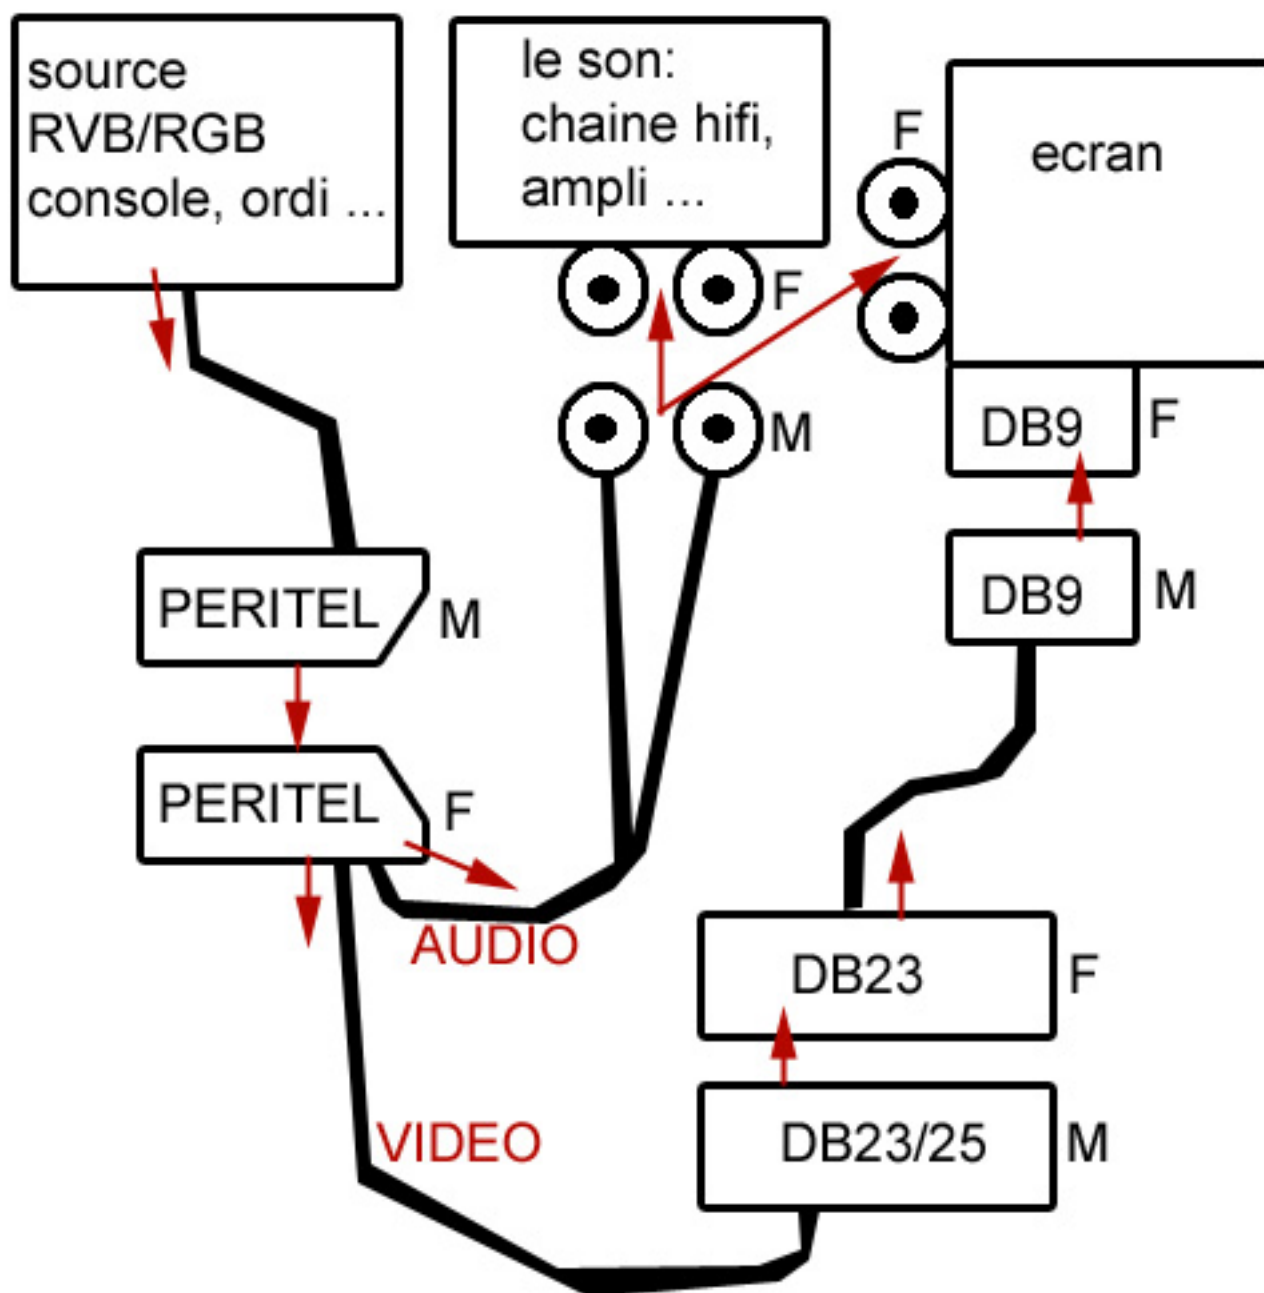 source
RVB/RGB
console, ordi ...
le son:
chaine hifi,
ampli ...
F
ecran
F
M
DB9
F
DB9
M
PERITEL
M
PERITEL
F
AUDIO
DB23
F
VIDEO
DB23/25
M